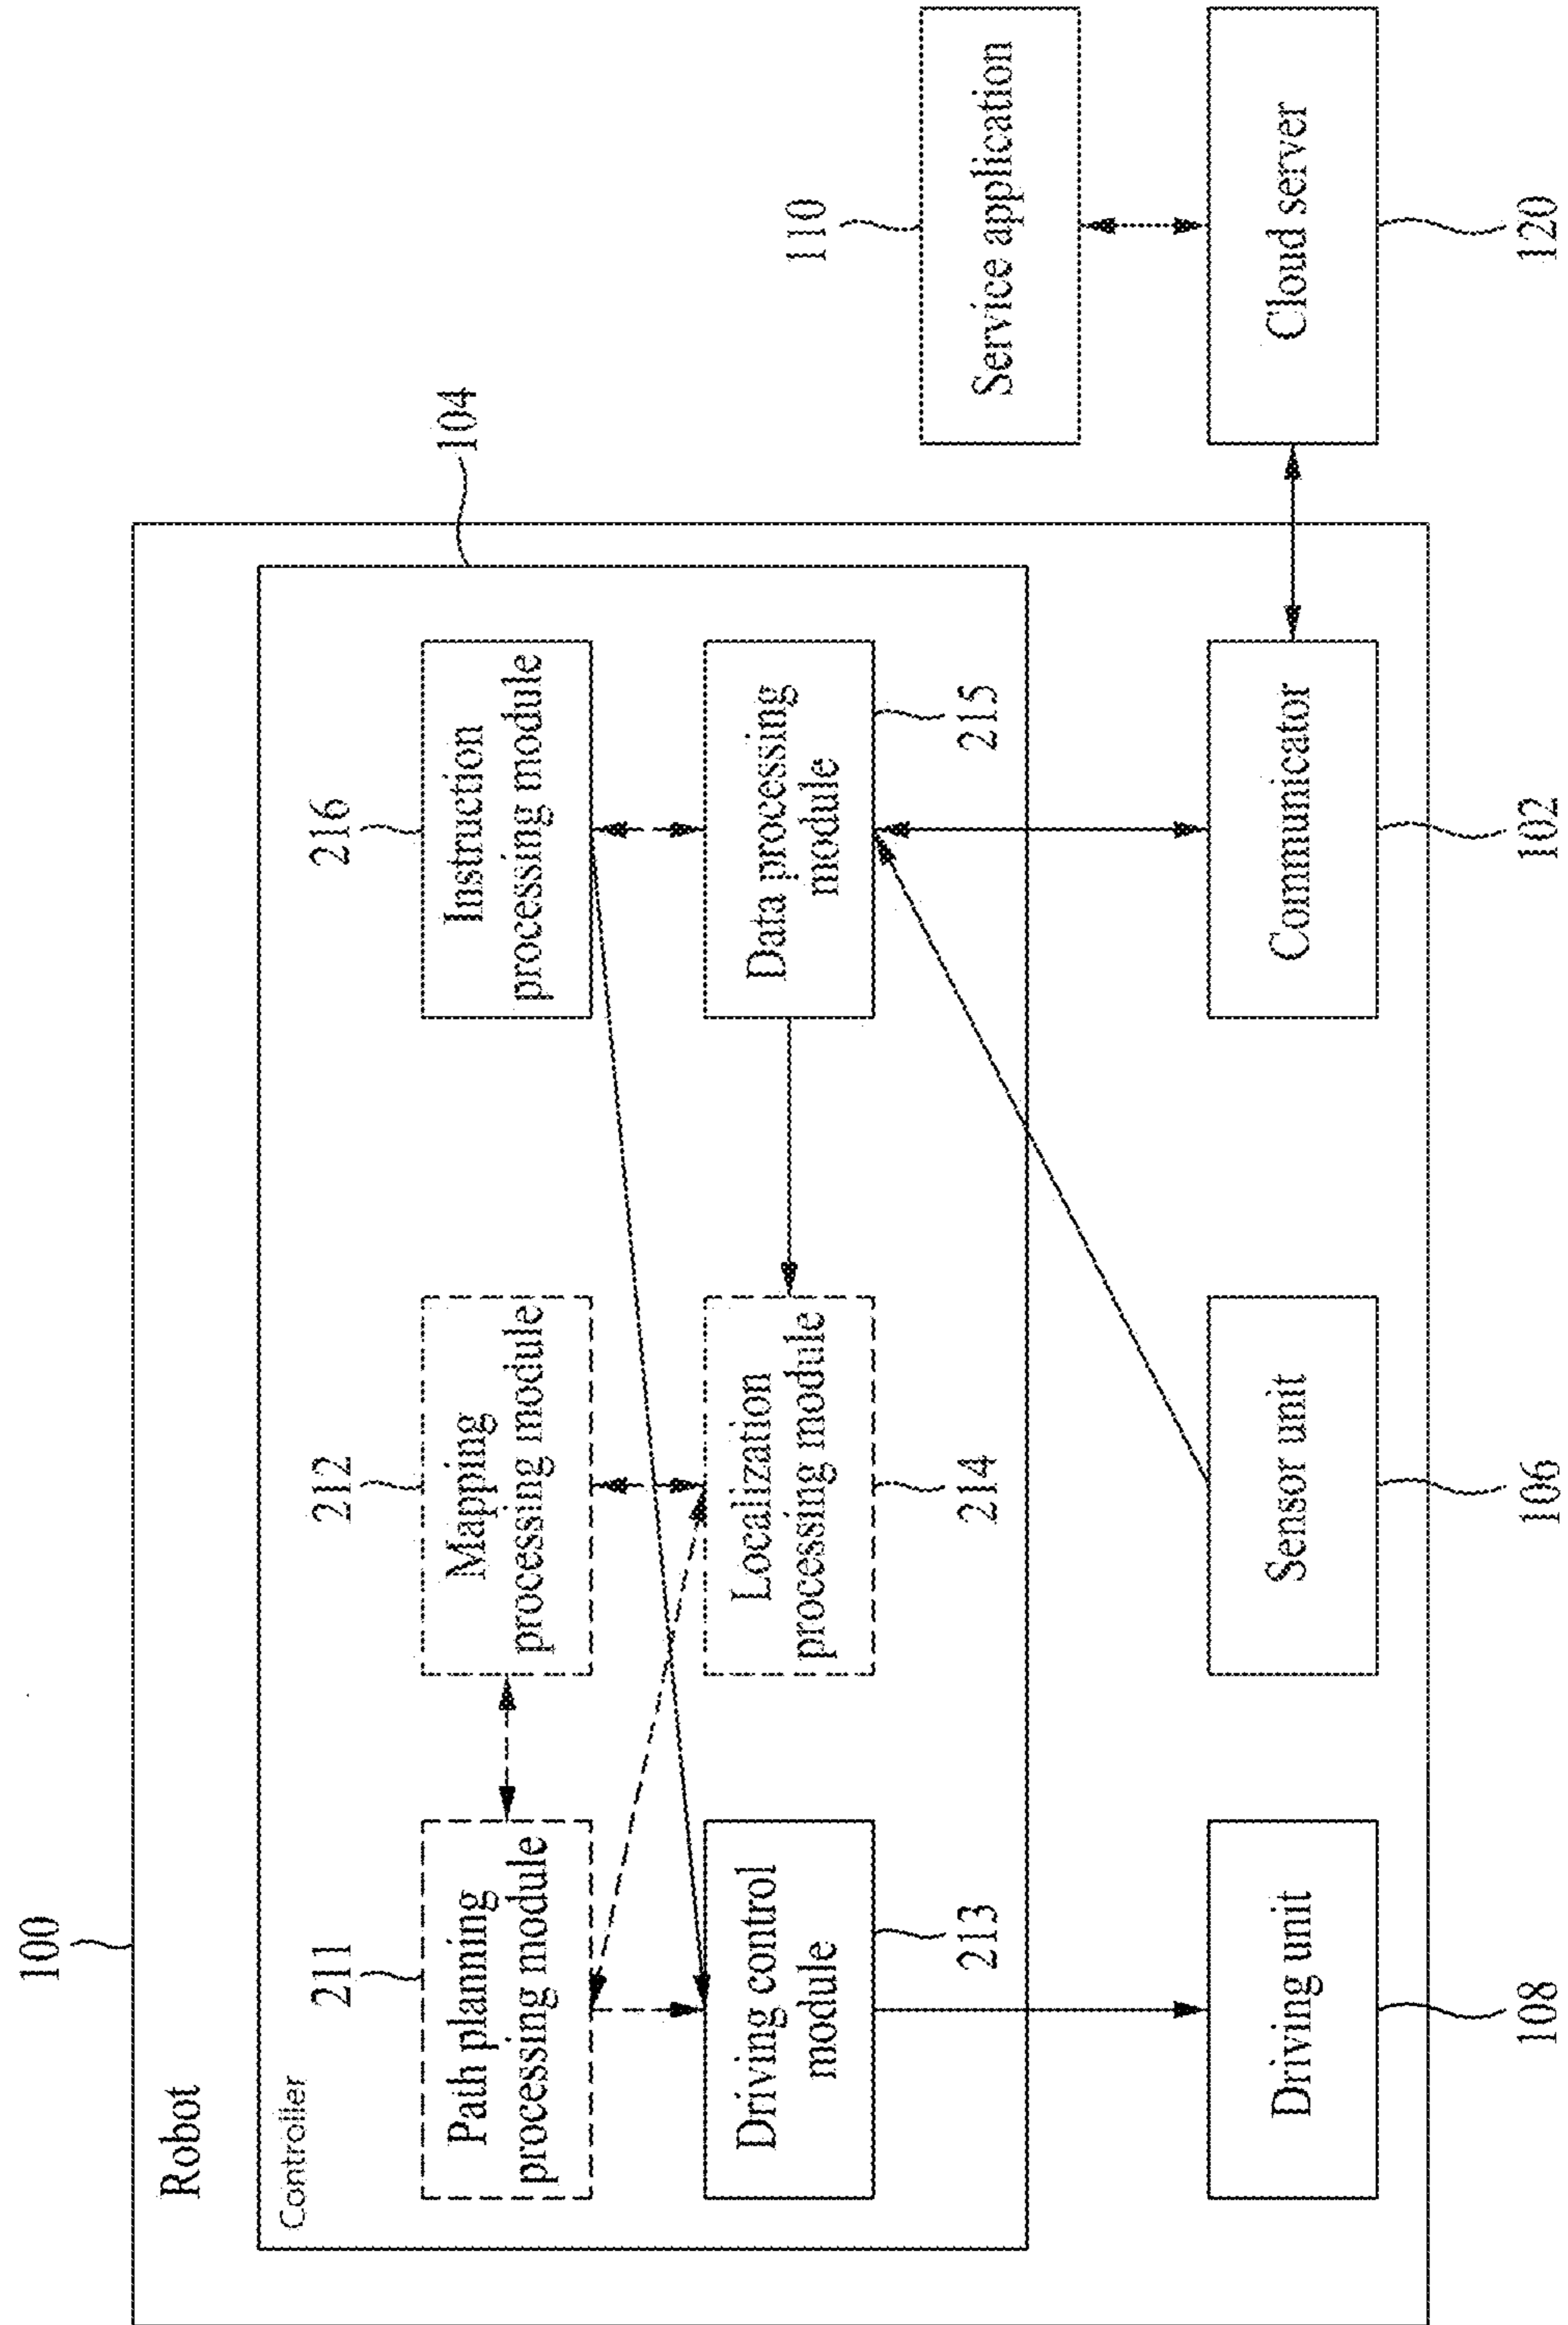 100
Robot
Controller
104
211
212
216
Path planning
processing module
Mapping
processing module
Instruction
processing module
110
Service application
Driving control
module
Localization
processing module
Data processing
module
213
214
215
Driving unit
Sensor unit
Communicator
Cloud server
108
106
102
120